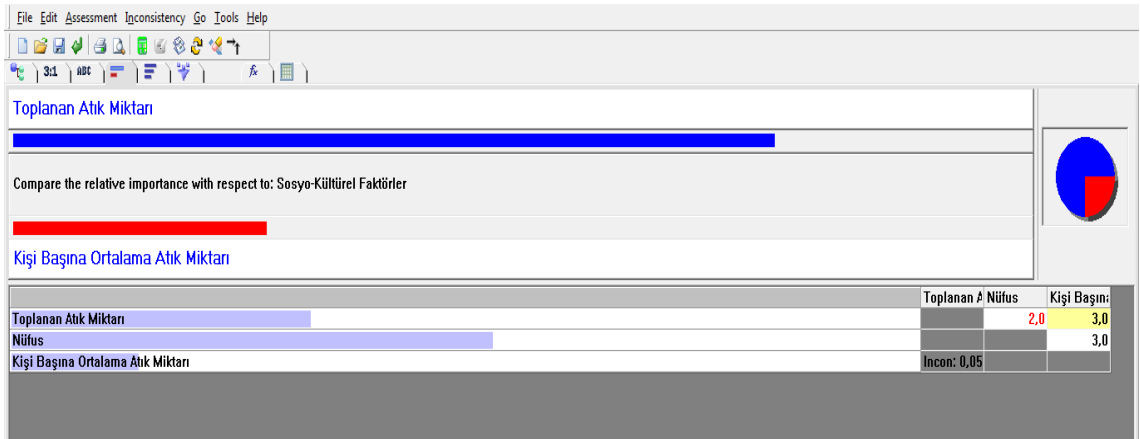 File Edit Assessment Inconsistency Go Tools Help
3:1 ABC fx
Toplanan Atık Miktarı
Compare the relative importance with respect to: Sosyo-Kültürel Faktörler
Kişi Başına Ortalama Atık Miktarı
Toplanan A Nüfus Kişi Başına
Toplanan Atık Miktarı 2,0 3,0
Nüfus 3,0
Kişi Başına Ortalama Atık Miktarı Incon: 0,05